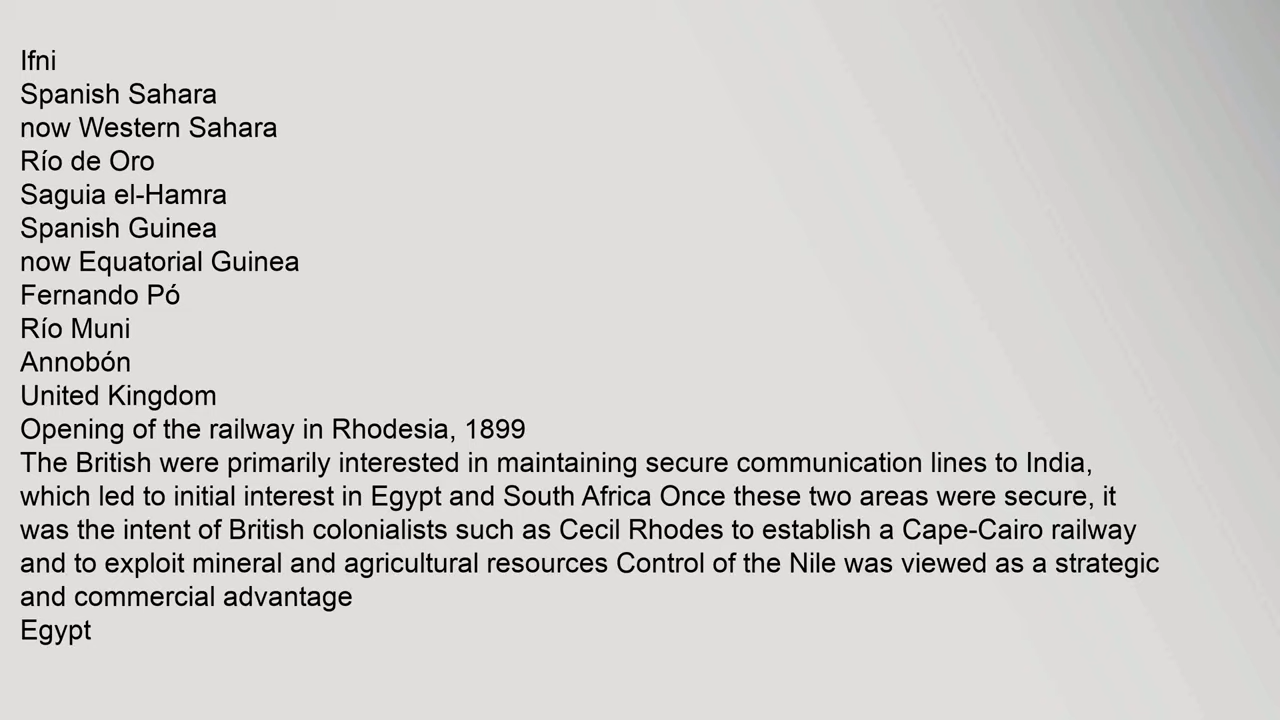 Ifni
Spanish Sahara
now Western Sahara
Río de Oro
Saguia el-Hamra
Spanish Guinea
now Equatorial Guinea
Fernando Pó
Río Muni
Annobón
United Kingdom
Opening of the railway in Rhodesia, 1899
The British were primarily interested in maintaining secure communication lines to India,
which led to initial interest in Egypt and South Africa Once these two areas were secure, it
was the intent of British colonialists such as Cecil Rhodes to establish a Cape-Cairo railway
and to exploit mineral and agricultural resources Control of the Nile was viewed as a strategic
and commercial advantage
Egypt